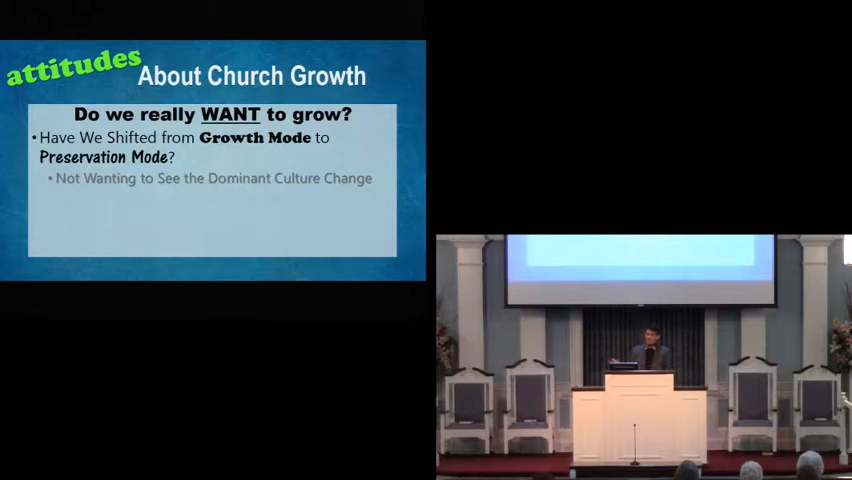 attitudes
About Church Growth
Do we really WANT to grow?
•Have We Shifted from Growth Mode to
Preservation Mode?
•Not Wanting to See the Dominant Culture Change